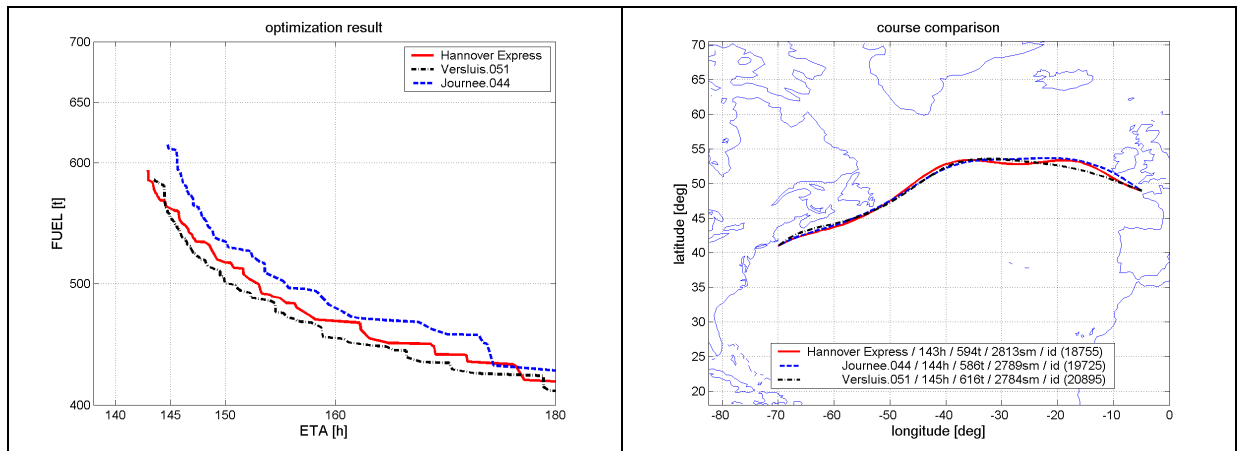 optimization result
700
650
600
550
500
450
400
140
145
150
160
180
FUEL [t]
ETA [h]
Hannover Express
Versluis.051
Journee.044
course comparison
70
65
60
55
50
45
40
35
30
25
20
-80
-70
-60
-50
-40
-30
-20
-10
0
latitude [deg]
longitude [deg]
Hannover Express / 143h / 594t / 2813sm / id (18755)
Journee.044 / 144h / 586t / 2789sm / id (19725)
Versluis.051 / 145h / 616t / 2784sm / id (20895)